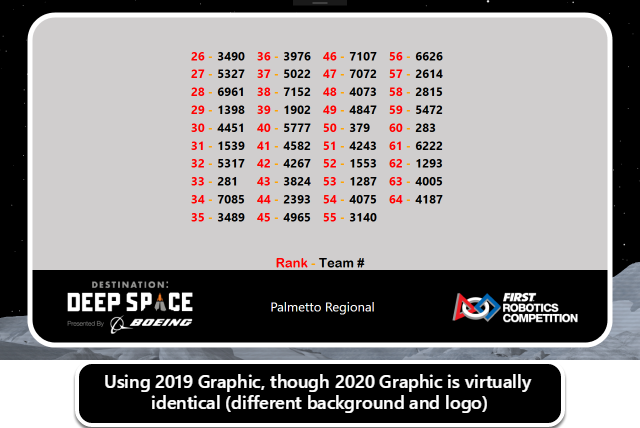 26 - 3490 36 - 3976 46 - 7107 56 - 6626
27 - 5327 37 - 5022 47 - 7072 57 - 2614
28 - 6961 38 - 7152 48 - 4073 58 - 2815
29 - 1398 39 - 1902 49 - 4847 59 - 5472
30 - 4451 40 - 5777 50 - 379 60 - 283
31 - 1539 41 - 4582 51 - 4243 61 - 6222
32 - 5317 42 - 4267 52 - 1553 62 - 1293
33 - 281 43 - 3824 53 - 1287 63 - 4005
34 - 7085 44 - 2393 54 - 4075 64 - 4187
35 - 3489 45 - 4965 55 - 3140
Rank - Team #
DESTINATION:
DEEP SPACE
Presented By BOEING
Palmetto Regional
FIRST
ROBOTICS
COMPETITION
Using 2019 Graphic, though 2020 Graphic is virtually
identical (different background and logo)